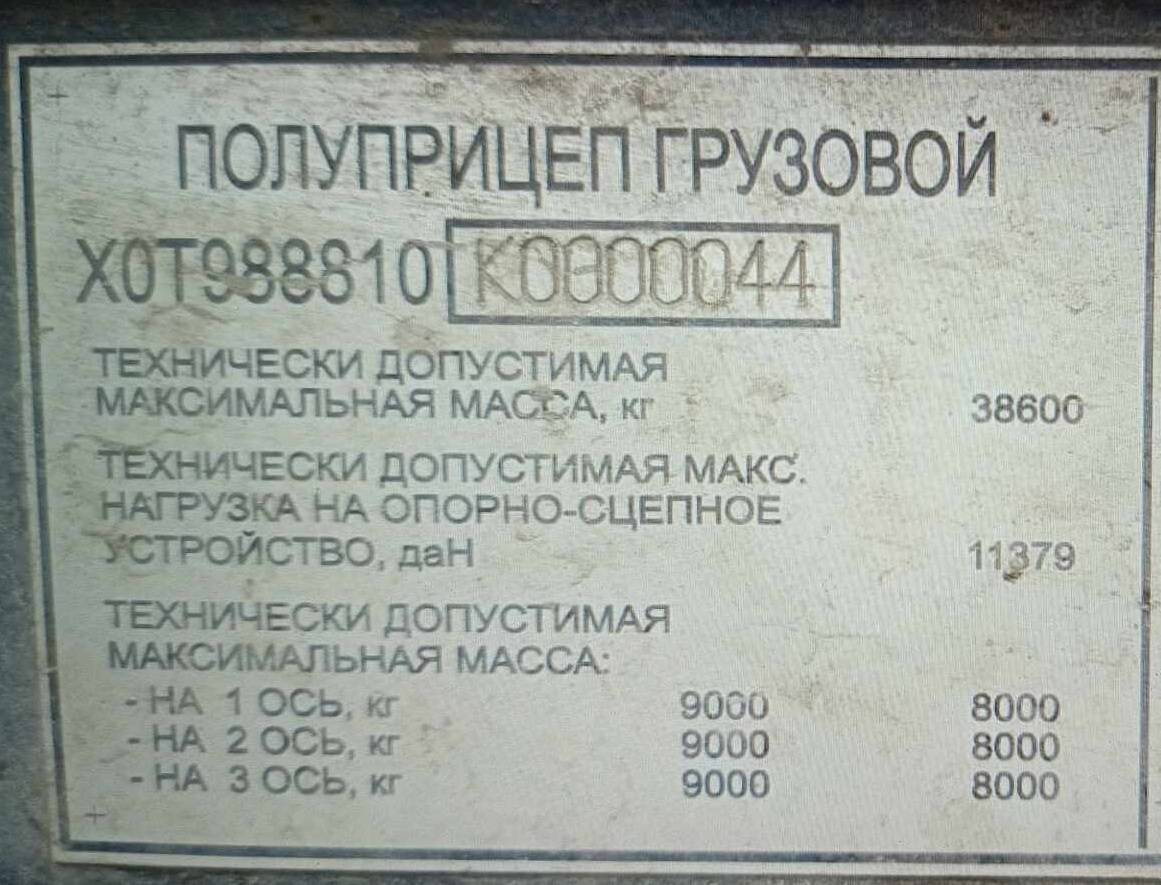 ПОЛУПРИЦЕП ГРУЗОВОЙ
X0T988610 K0000044
ТЕХНИЧЕСКИ ДОПУСТИМАЯ
МАКСИМАЛЬНАЯ МАССА, кг 38600
ТЕХНИЧЕСКИ ДОПУСТИМАЯ МАКС.
НАГРУЗКА НА ОПОРНО-СЦЕПНОЕ
УСТРОЙСТВО, даН 11379
ТЕХНИЧЕСКИ ДОПУСТИМАЯ
МАКСИМАЛЬНАЯ МАССА:
- НА 1 ОСЬ, кг 9000 8000
- НА 2 ОСЬ, кг 9000 8000
- НА 3 ОСЬ, кг 9000 8000